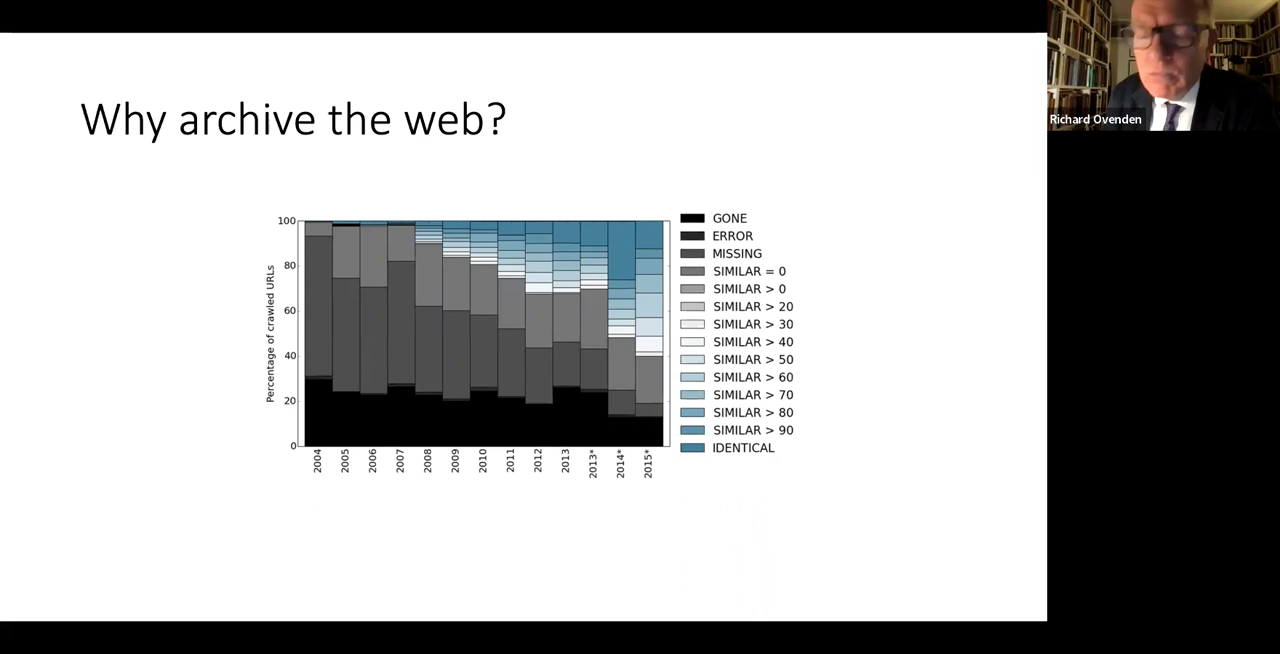 Why archive the web?
Richard Ovenden
Percentage of crawled URLs
100
80
60
40
20
0
2004
2005
2006
2007
2008
2009
2010
2011
2012
2013
2013*
2014*
2015*
GONE
ERROR
MISSING
SIMILAR = 0
SIMILAR > 0
SIMILAR > 20
SIMILAR > 30
SIMILAR > 40
SIMILAR > 50
SIMILAR > 60
SIMILAR > 70
SIMILAR > 80
SIMILAR > 90
IDENTICAL